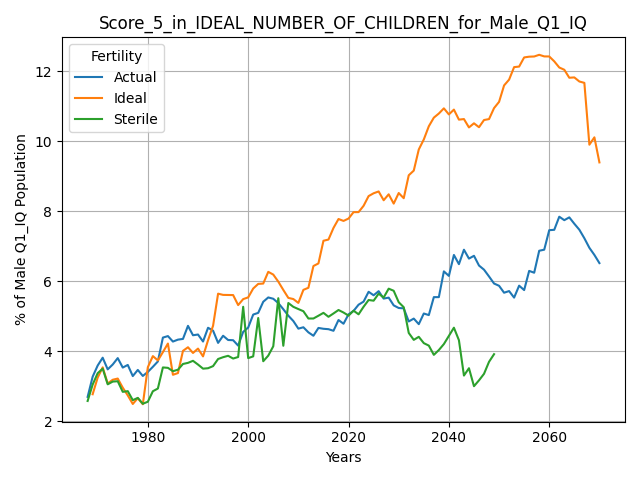 Score_5_in_IDEAL_NUMBER_OF_CHILDREN_for_Male_Q1_IQ
Fertility
Actual
Ideal
Sterile
% of Male Q1_IQ Population
12
10
8
6
4
2
1980
2000
2020
2040
2060
Years